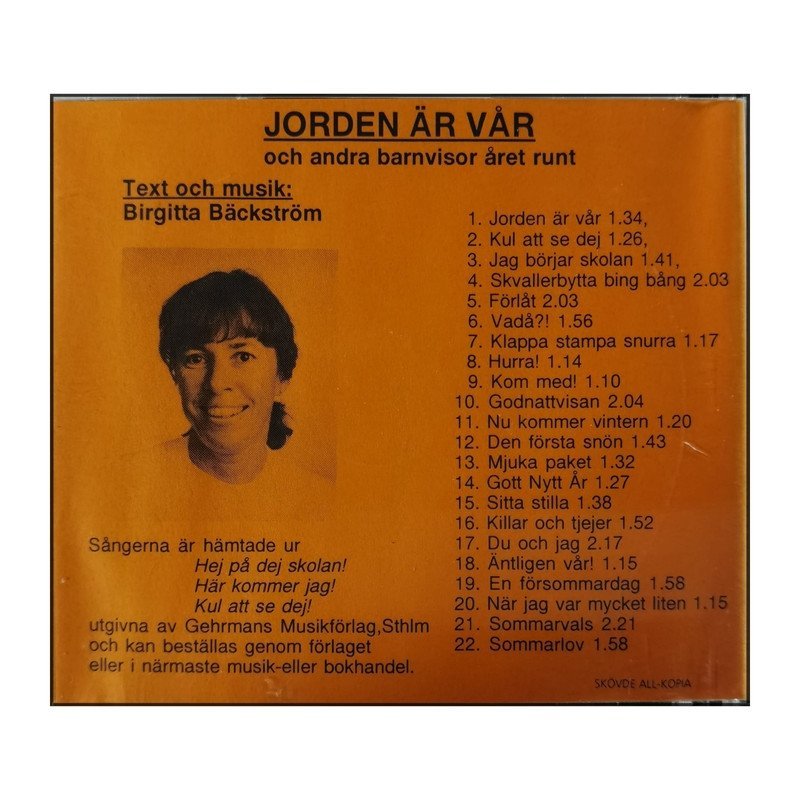 JORDEN ÄR VÅR
och andra barnvisor året runt
Text och musik:
Birgitta Bäckström
1. Jorden är vår 1.34,
2. Kul att se dej 1.26,
3. Jag börjar skolan 1.41,
4. Skvallerbytta bing bång 2.03
5. Förlåt 2.03
6. Vadå?! 1.56
7. Klappa stampa snurra 1.17
8. Hurra! 1.14
9. Kom med! 1.10
10. Godnattvisan 2.04
11. Nu kommer vintern 1.20
12. Den första snön 1.43
13. Mjuka paket 1.32
14. Gott Nytt År 1.27
15. Sitta stilla 1.38
16. Killar och tjejer 1.52
17. Du och jag 2.17
18. Äntligen vår! 1.15
19. En försommardag 1.58
20. När jag var mycket liten 1.15
21. Sommarvals 2.21
22. Sommarlov 1.58
Sångerna är hämtade ur
Hej på dej skolan!
Här kommer jag!
Kul att se dej!
utgivna av Gehrmans Musikförlag,Sthlm
och kan beställas genom förlaget
eller i närmaste musik-eller bokhandel.
SKÖVDE ALL-KOPIA